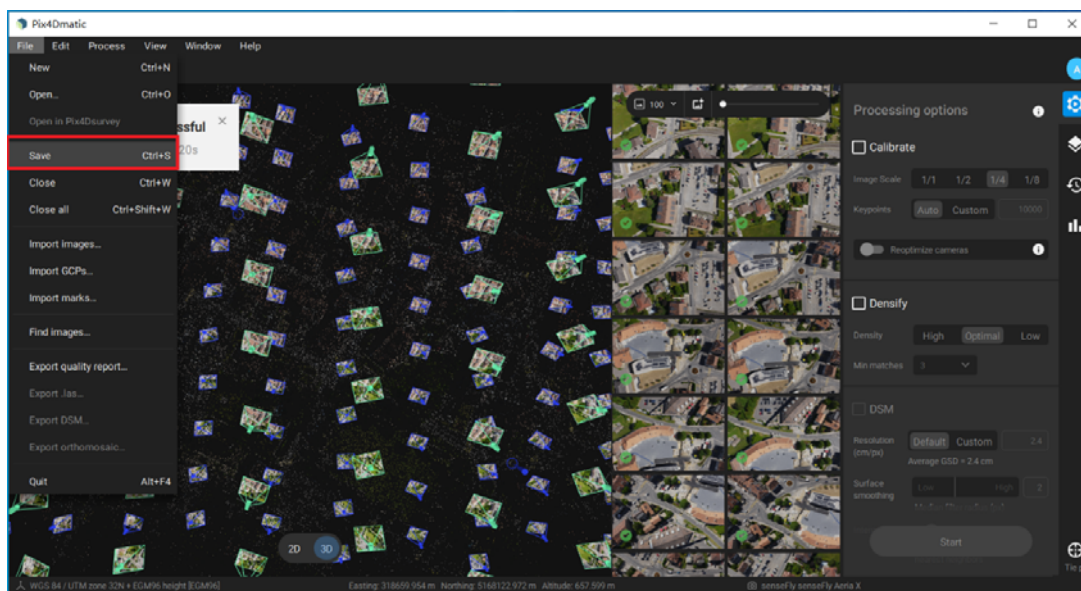 Pix4Dmatic
File Edit Process View Window Help
New Ctrl+N
Open... Ctrl+O
Open in Pix4Dsurvey
Save Ctrl+S
Close Ctrl+W
Close all Ctrl+Shift+W
Import images...
Import GCPs...
Import marks...
Find images...
Export quality report...
Export .las...
Export DSM...
Export orthomosaic...
Quit Alt+F4
ssful
20s
2D 3D
100
Processing options
Calibrate
Image Scale 1/1 1/2 1/4 1/8
Keypoints Auto Custom 10000
Reoptimize cameras
Densify
Density High Optimal Low
Min matches 3
DSM
Resolution (cm/px) Default Custom 2.4
Average GSD = 2.4 cm
Surface smoothing Low High 2
Start
A
Tie p
WGS 84 / UTM zone 32N + EGM96 height [EGM96] Easting: 318659.954 m Northing: 5168122.972 m Altitude: 657.599 m senseFly senseFly Aeria X